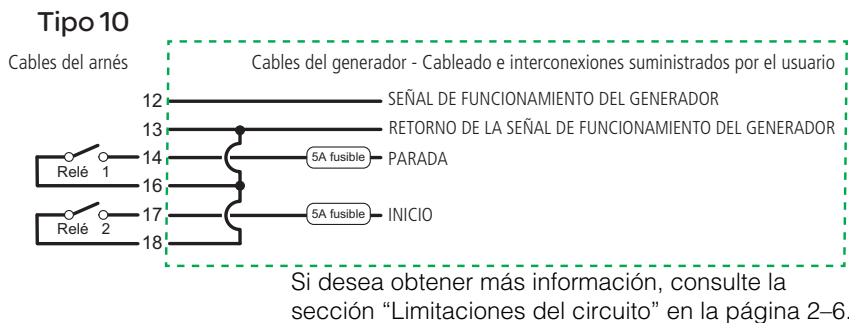 Tipo 10
Cables del arnés
Cables del generador - Cableado e interconexiones suministrados por el usuario
12 SEÑAL DE FUNCIONAMIENTO DEL GENERADOR
13 RETORNO DE LA SEÑAL DE FUNCIONAMIENTO DEL GENERADOR
14 5A fusible PARADA
Relé 1
16
17 5A fusible INICIO
Relé 2
18
Si desea obtener más información, consulte la
sección “Limitaciones del circuito” en la página 2–6.